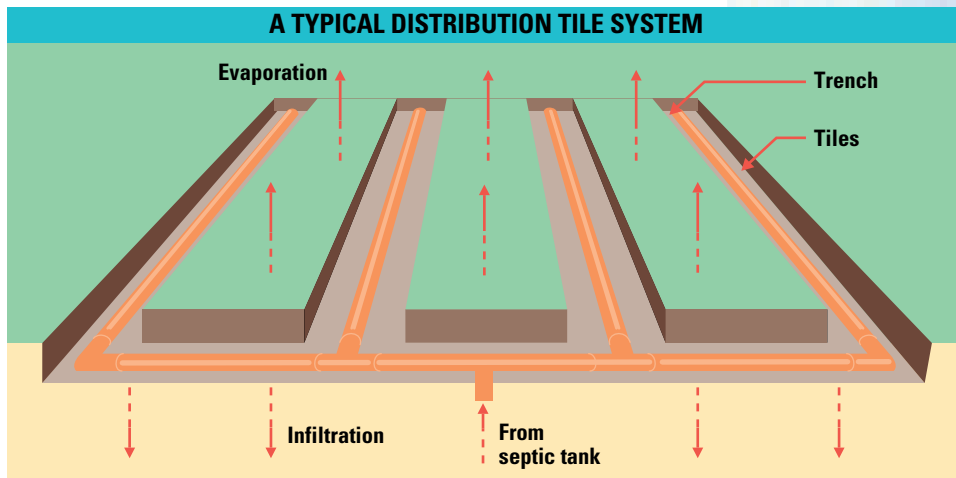 A TYPICAL DISTRIBUTION TILE SYSTEM
Evaporation
Trench
Tiles
Infiltration
From
septic tank